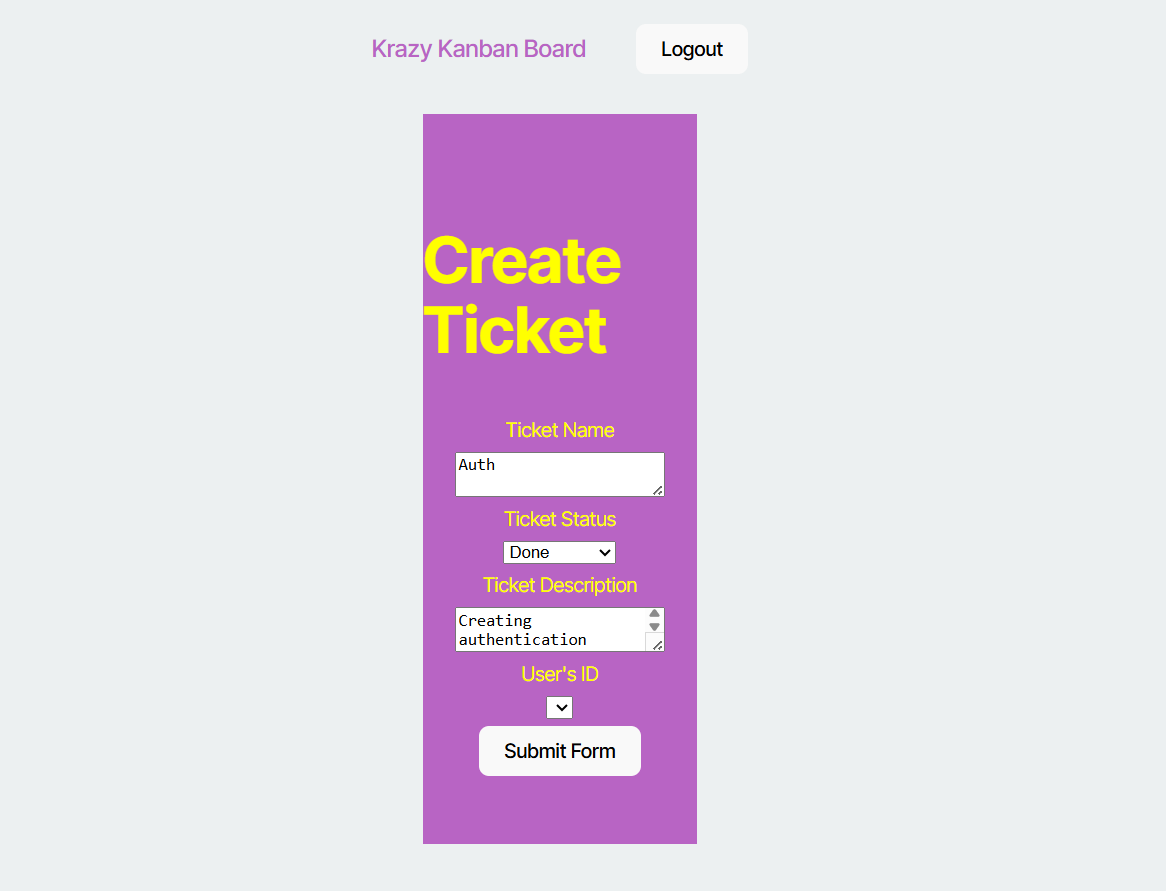 Krazy Kanban Board
Logout
Create
Ticket
Ticket Name
Auth
Ticket Status
Done
Ticket Description
Creating
authentication
User's ID
Submit Form